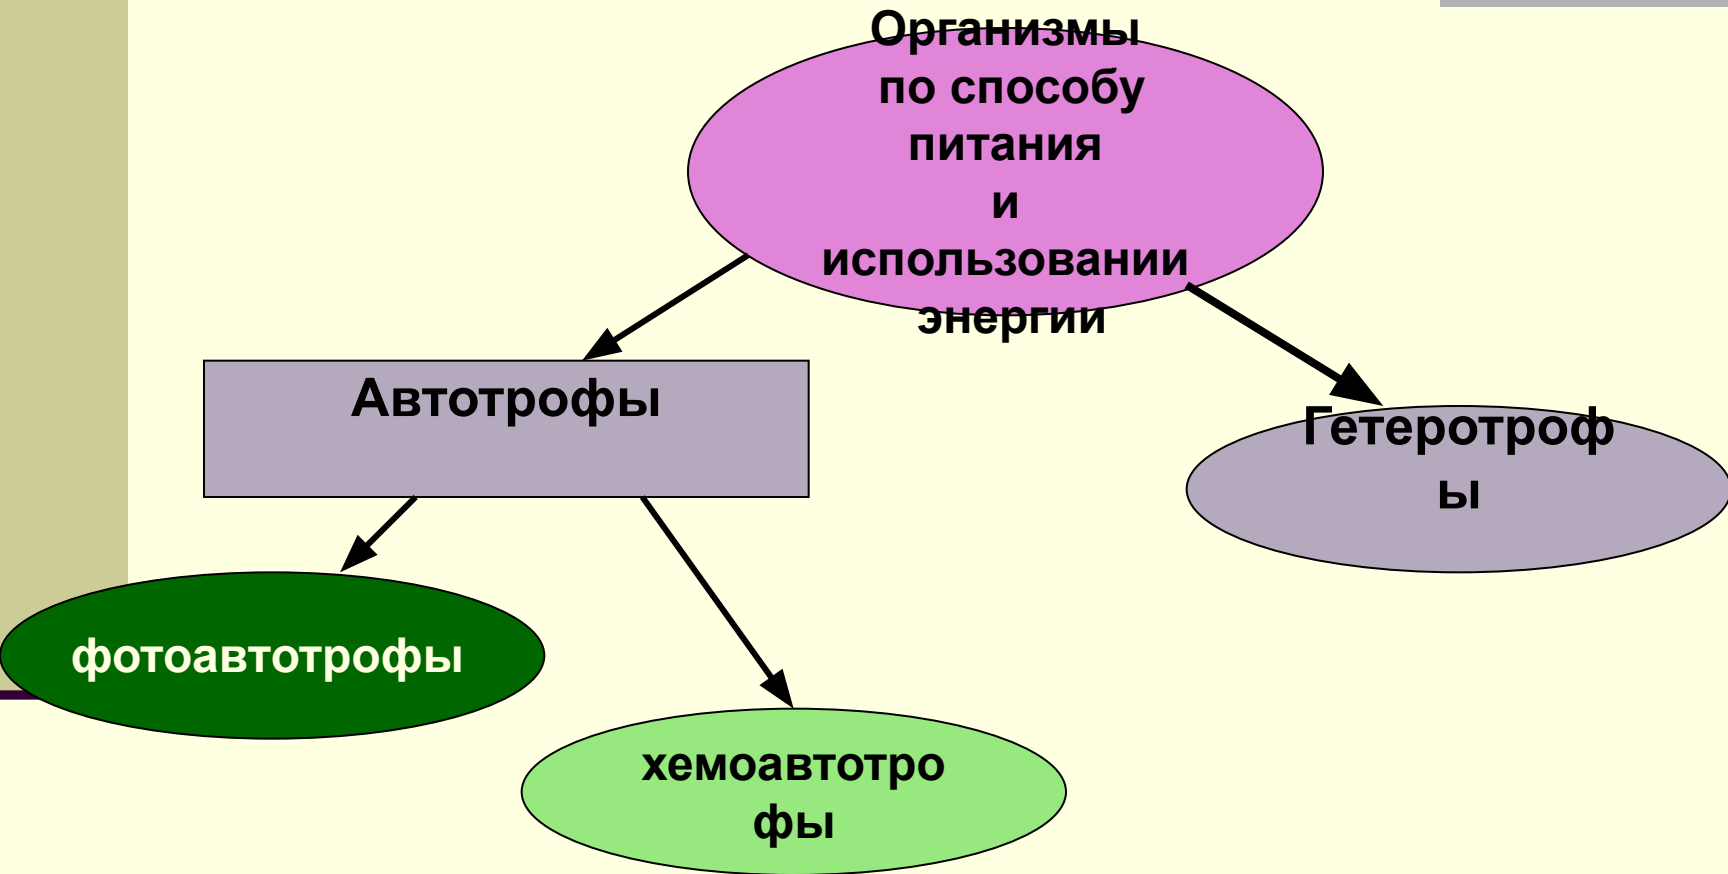 Организмы
по способу
питания
и
использовании
энергии
Автотрофы
Гетеротроф
ы
фотоавтотрофы
хемоавтотро
фы